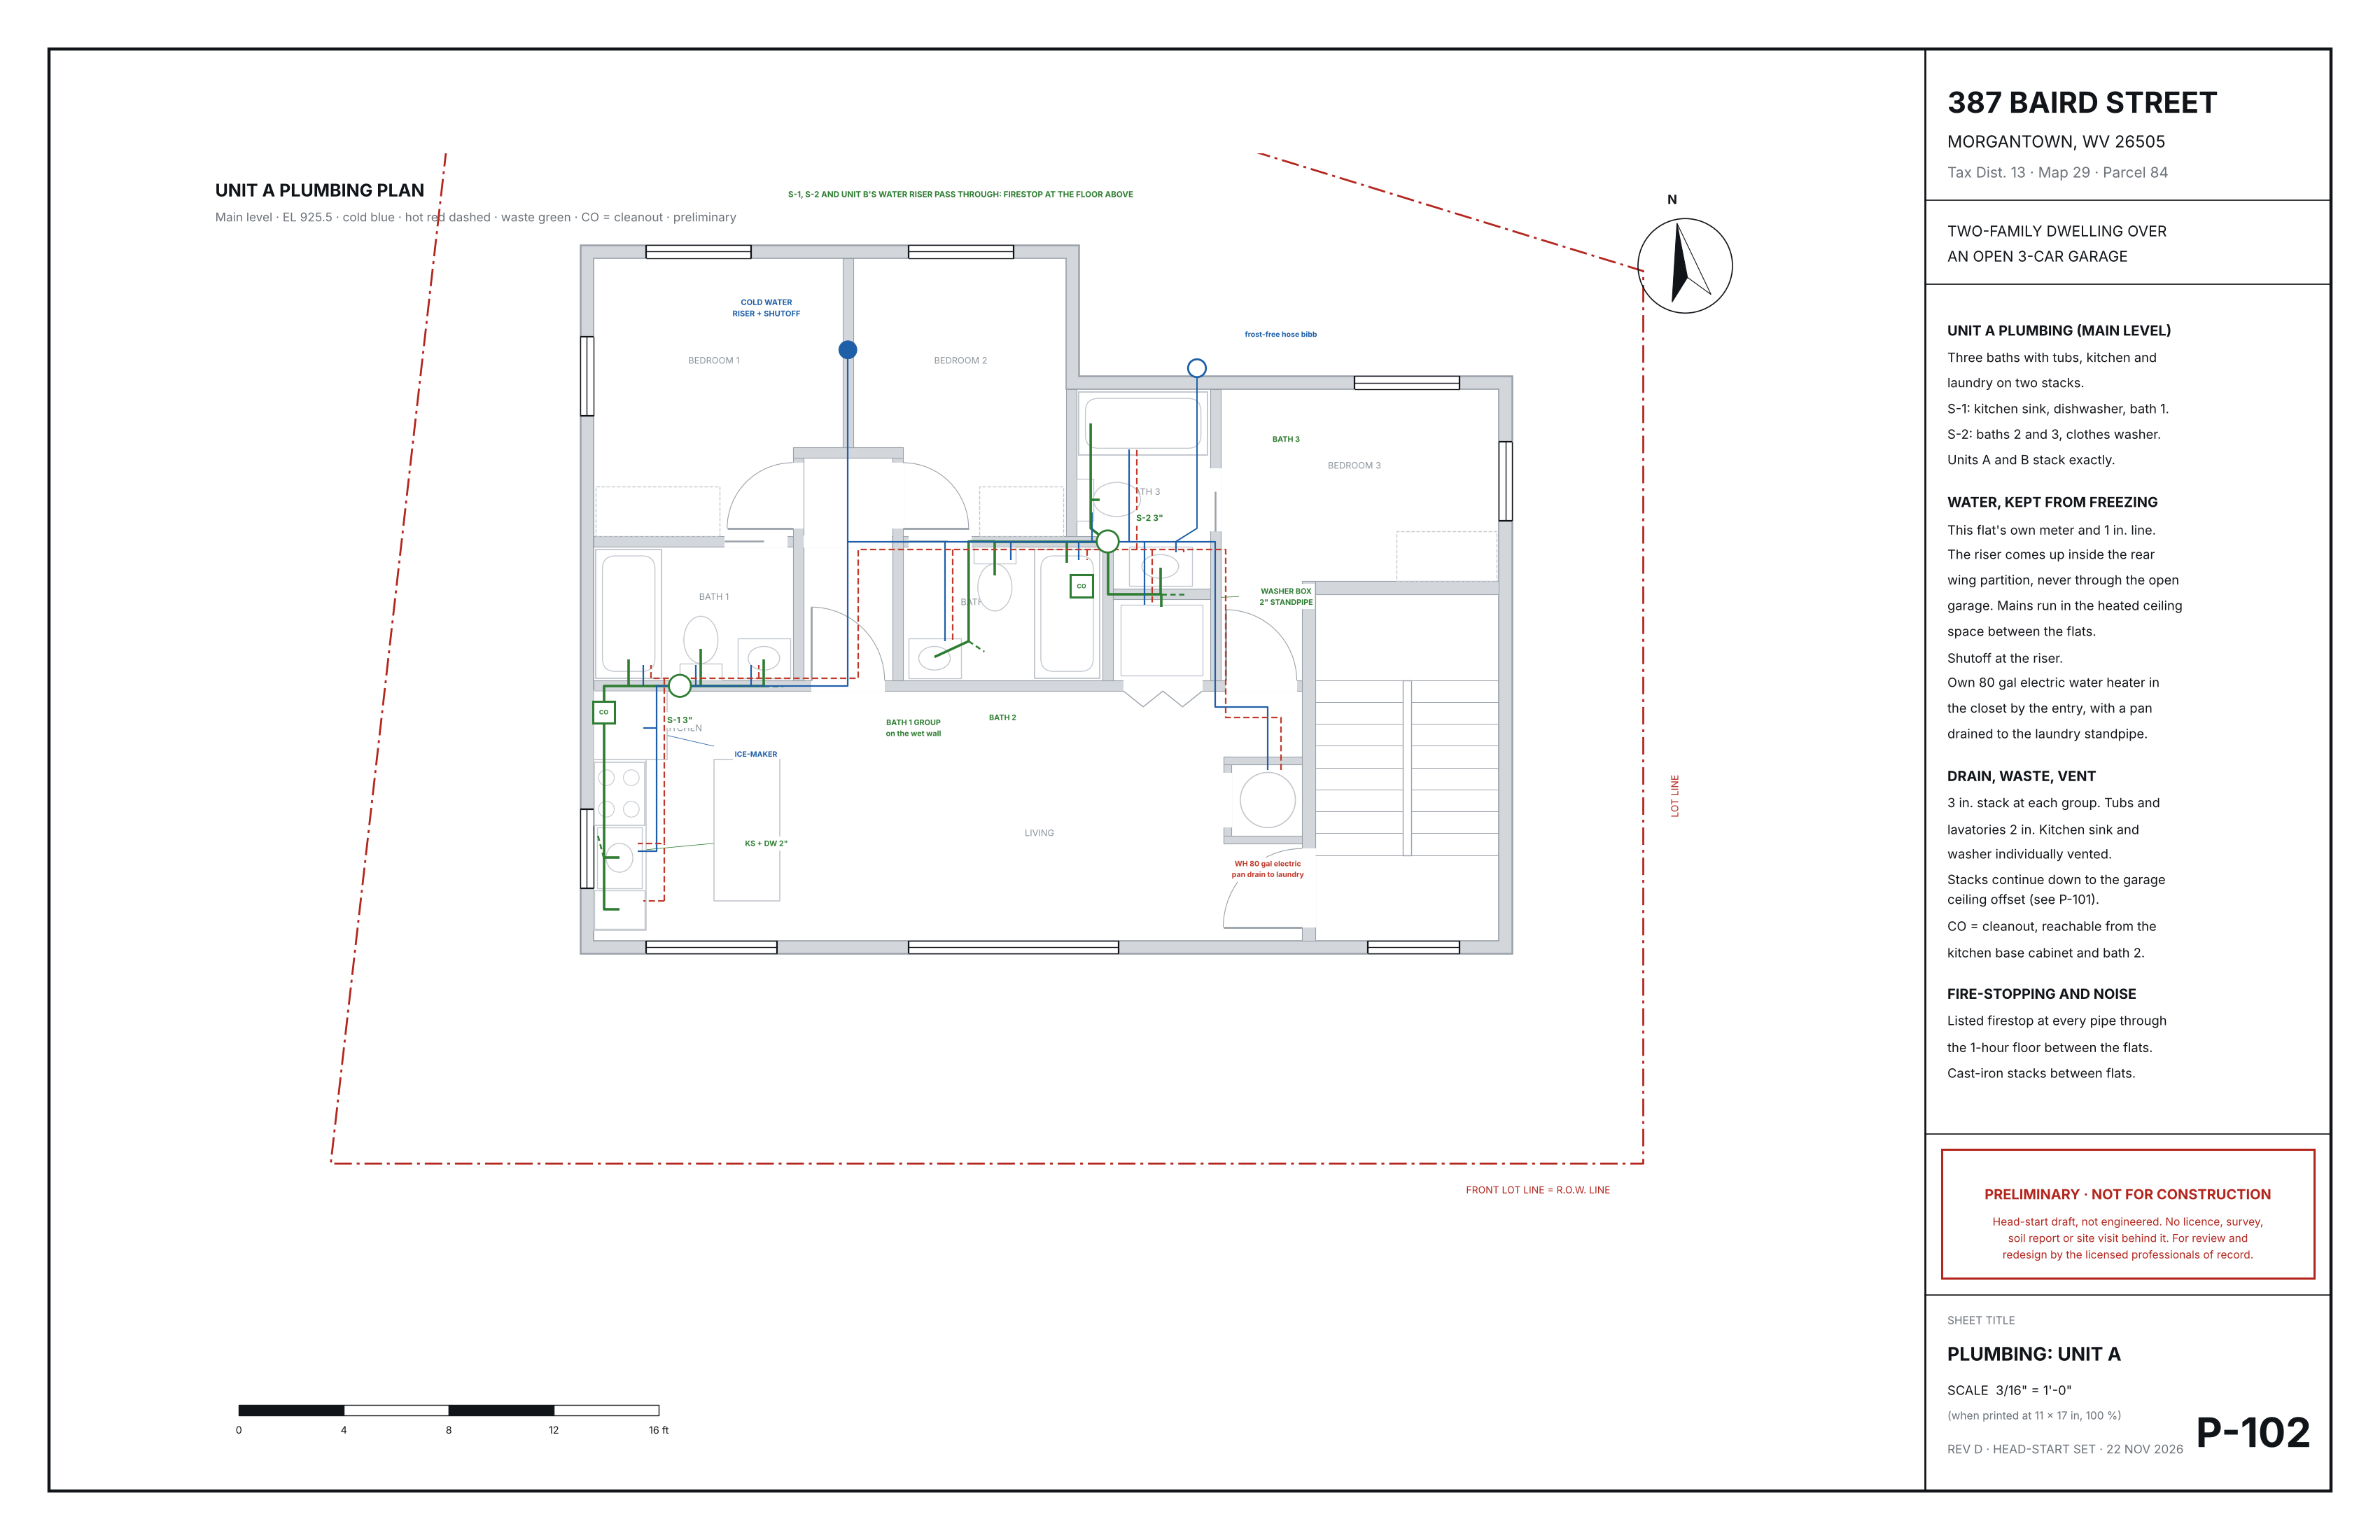 UNIT A PLUMBING PLAN
Main level · EL 925.5 · cold blue · hot red dashed · waste green · CO = cleanout · preliminary
S-1, S-2 AND UNIT B'S WATER RISER PASS THROUGH: FIRESTOP AT THE FLOOR ABOVE
N
COLD WATER
RISER + SHUTOFF
frost-free hose bibb
BEDROOM 1
BEDROOM 2
BATH 3
BEDROOM 3
TH 3
S-2 3"
CO
WASHER BOX
2" STANDPIPE
BATH 1
BAT
CO
S-1 3"
BATH 1 GROUP
on the wet wall
BATH 2
ICE-MAKER
KS + DW 2"
LIVING
WH 80 gal electric
pan drain to laundry
LOT LINE
FRONT LOT LINE = R.O.W. LINE
0 4 8 12 16 ft
387 BAIRD STREET
MORGANTOWN, WV 26505
Tax Dist. 13 · Map 29 · Parcel 84
TWO-FAMILY DWELLING OVER
AN OPEN 3-CAR GARAGE
UNIT A PLUMBING (MAIN LEVEL)
Three baths with tubs, kitchen and
laundry on two stacks.
S-1: kitchen sink, dishwasher, bath 1.
S-2: baths 2 and 3, clothes washer.
Units A and B stack exactly.
WATER, KEPT FROM FREEZING
This flat's own meter and 1 in. line.
The riser comes up inside the rear
wing partition, never through the open
garage. Mains run in the heated ceiling
space between the flats.
Shutoff at the riser.
Own 80 gal electric water heater in
the closet by the entry, with a pan
drained to the laundry standpipe.
DRAIN, WASTE, VENT
3 in. stack at each group. Tubs and
lavatories 2 in. Kitchen sink and
washer individually vented.
Stacks continue down to the garage
ceiling offset (see P-101).
CO = cleanout, reachable from the
kitchen base cabinet and bath 2.
FIRE-STOPPING AND NOISE
Listed firestop at every pipe through
the 1-hour floor between the flats.
Cast-iron stacks between flats.
PRELIMINARY · NOT FOR CONSTRUCTION
Head-start draft, not engineered. No licence, survey,
soil report or site visit behind it. For review and
redesign by the licensed professionals of record.
SHEET TITLE
PLUMBING: UNIT A
SCALE 3/16" = 1'-0"
(when printed at 11 × 17 in, 100 %)
REV D · HEAD-START SET · 22 NOV 2026
P-102